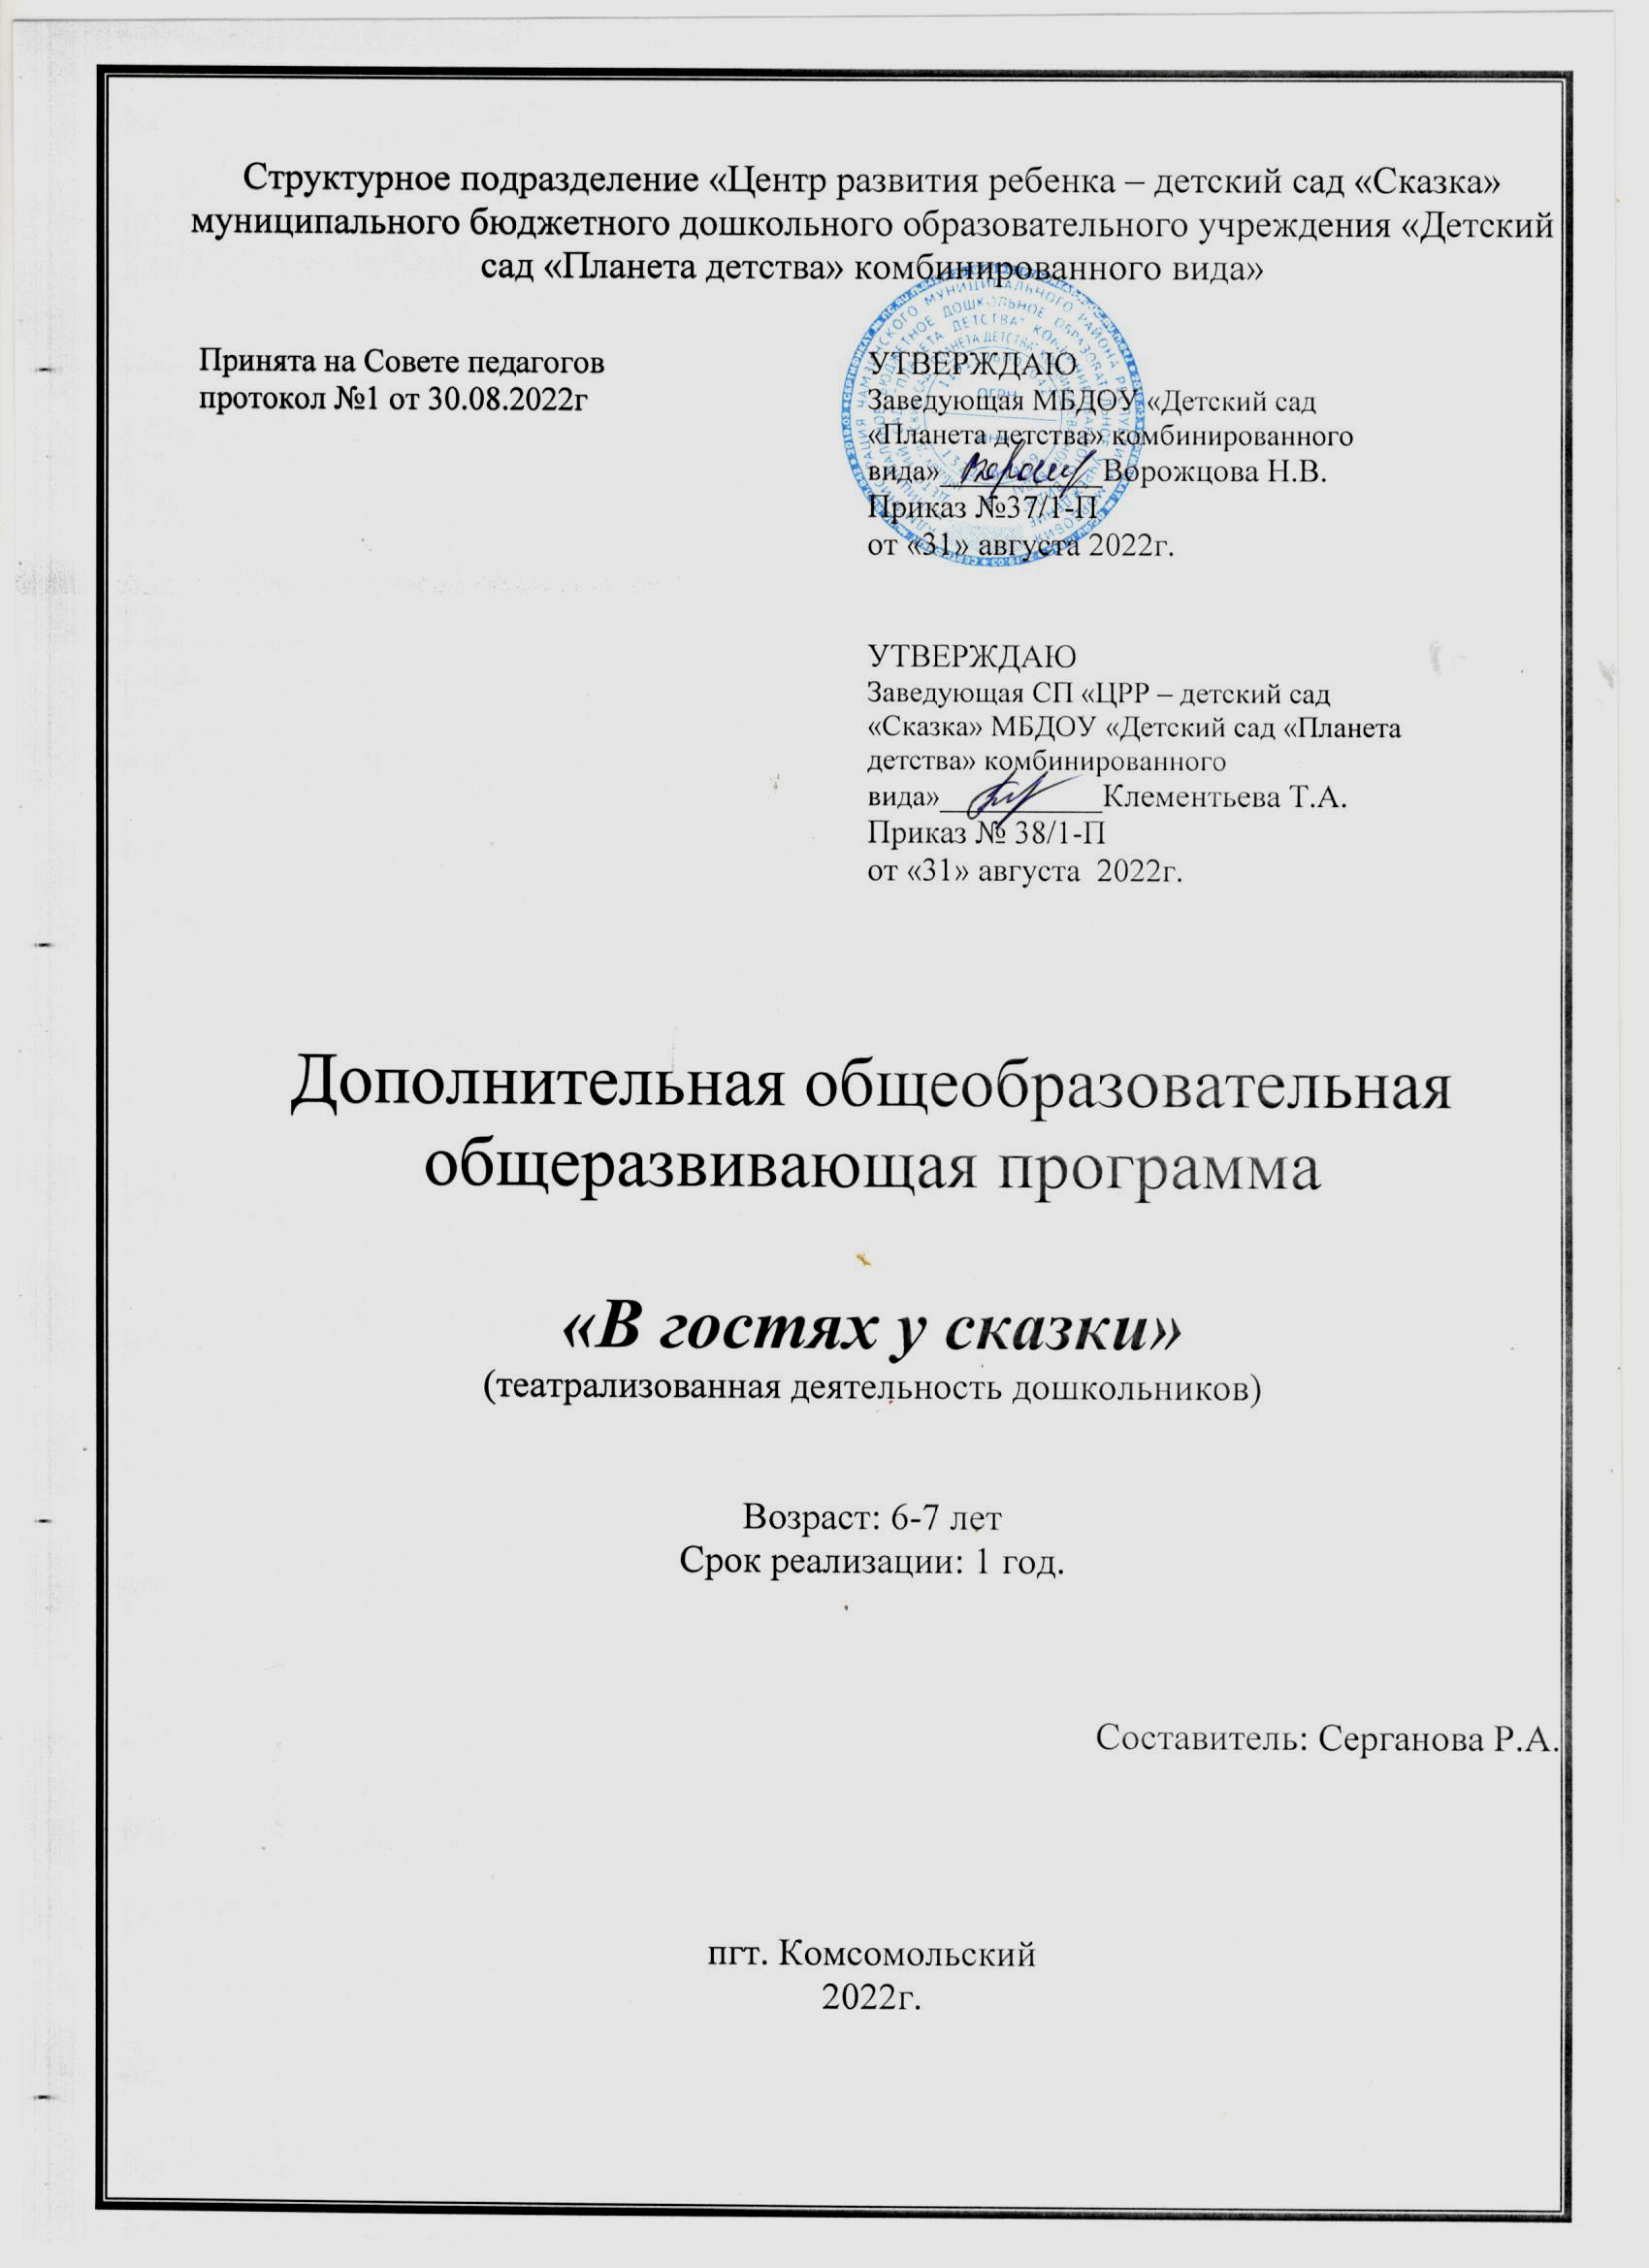 Структурное подразделение «Центр развития ребенка – детский сад «Сказка»
муниципального бюджетного дошкольного образовательного учреждения «Детский
сад «Планета детства» комбинированного вида»
Принята на Совете педагогов
протокол №1 от 30.08.2022г
УТВЕРЖДАЮ
Заведующая МБДОУ «Детский сад
«Планета детства» комбинированного
вида»__________Ворожцова Н.В.
Приказ №37/1-П
от «31» августа 2022г.
УТВЕРЖДАЮ
Заведующая СП «ЦРР – детский сад
«Сказка» МБДОУ «Детский сад «Планета
детства» комбинированного
вида»__________Клементьева Т.А.
Приказ № 38/1-П
от «31» августа 2022г.
Дополнительная общеобразовательная
общеразвивающая программа
«В гостях у сказки»
(театрализованная деятельность дошкольников)
Возраст: 6-7 лет
Срок реализации: 1 год.
Составитель: Серганова Р.А.
пгт. Комсомольский
2022г.